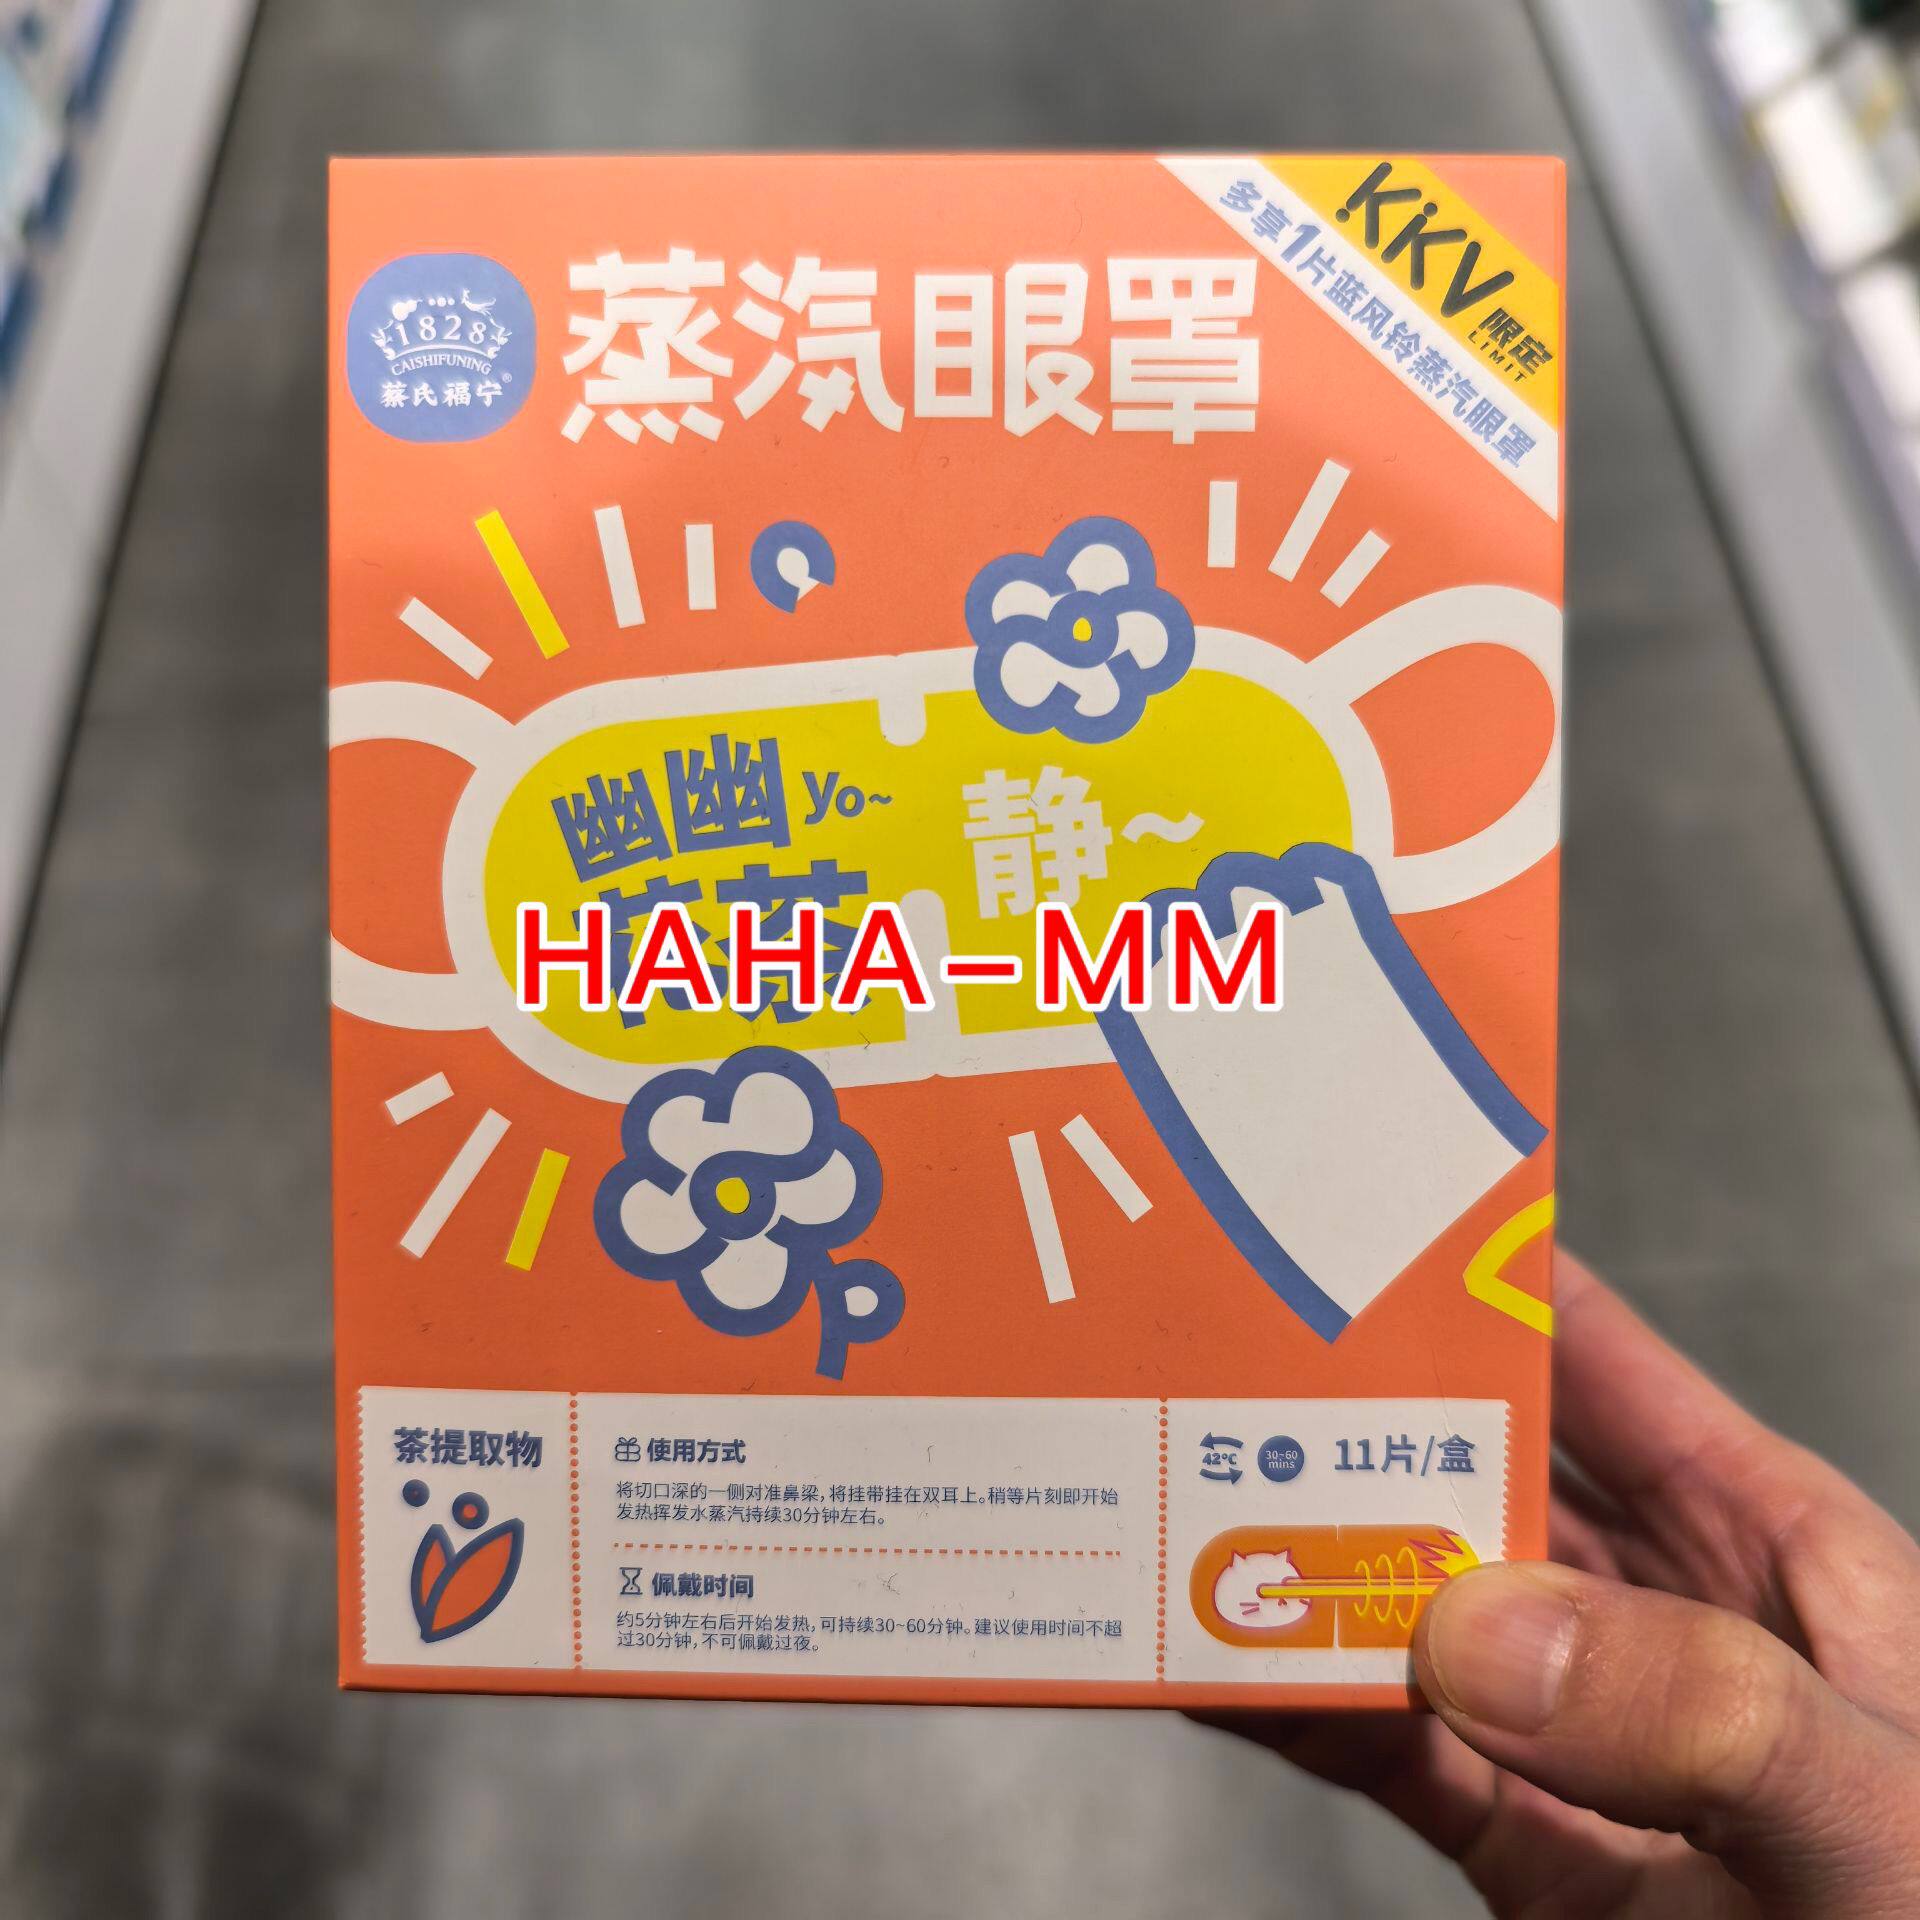 KKV
限定
LIMIT
多享1片蓝风铃蒸汽眼罩
1828
CAISHIFUNING
蔡氏福宁®
蒸汽眼罩
幽幽yo~
静~
花茶
HAHA-MM
茶提取物
使用方式
将切口深的一侧对准鼻梁,将挂带挂在双耳上。稍等片刻即开始
发热挥发水蒸汽持续30分钟左右。
佩戴时间
约5分钟左右后开始发热,可持续30~60分钟。建议使用时间不超
过30分钟,不可佩戴过夜。
42°C
30~60
mins
11片/盒